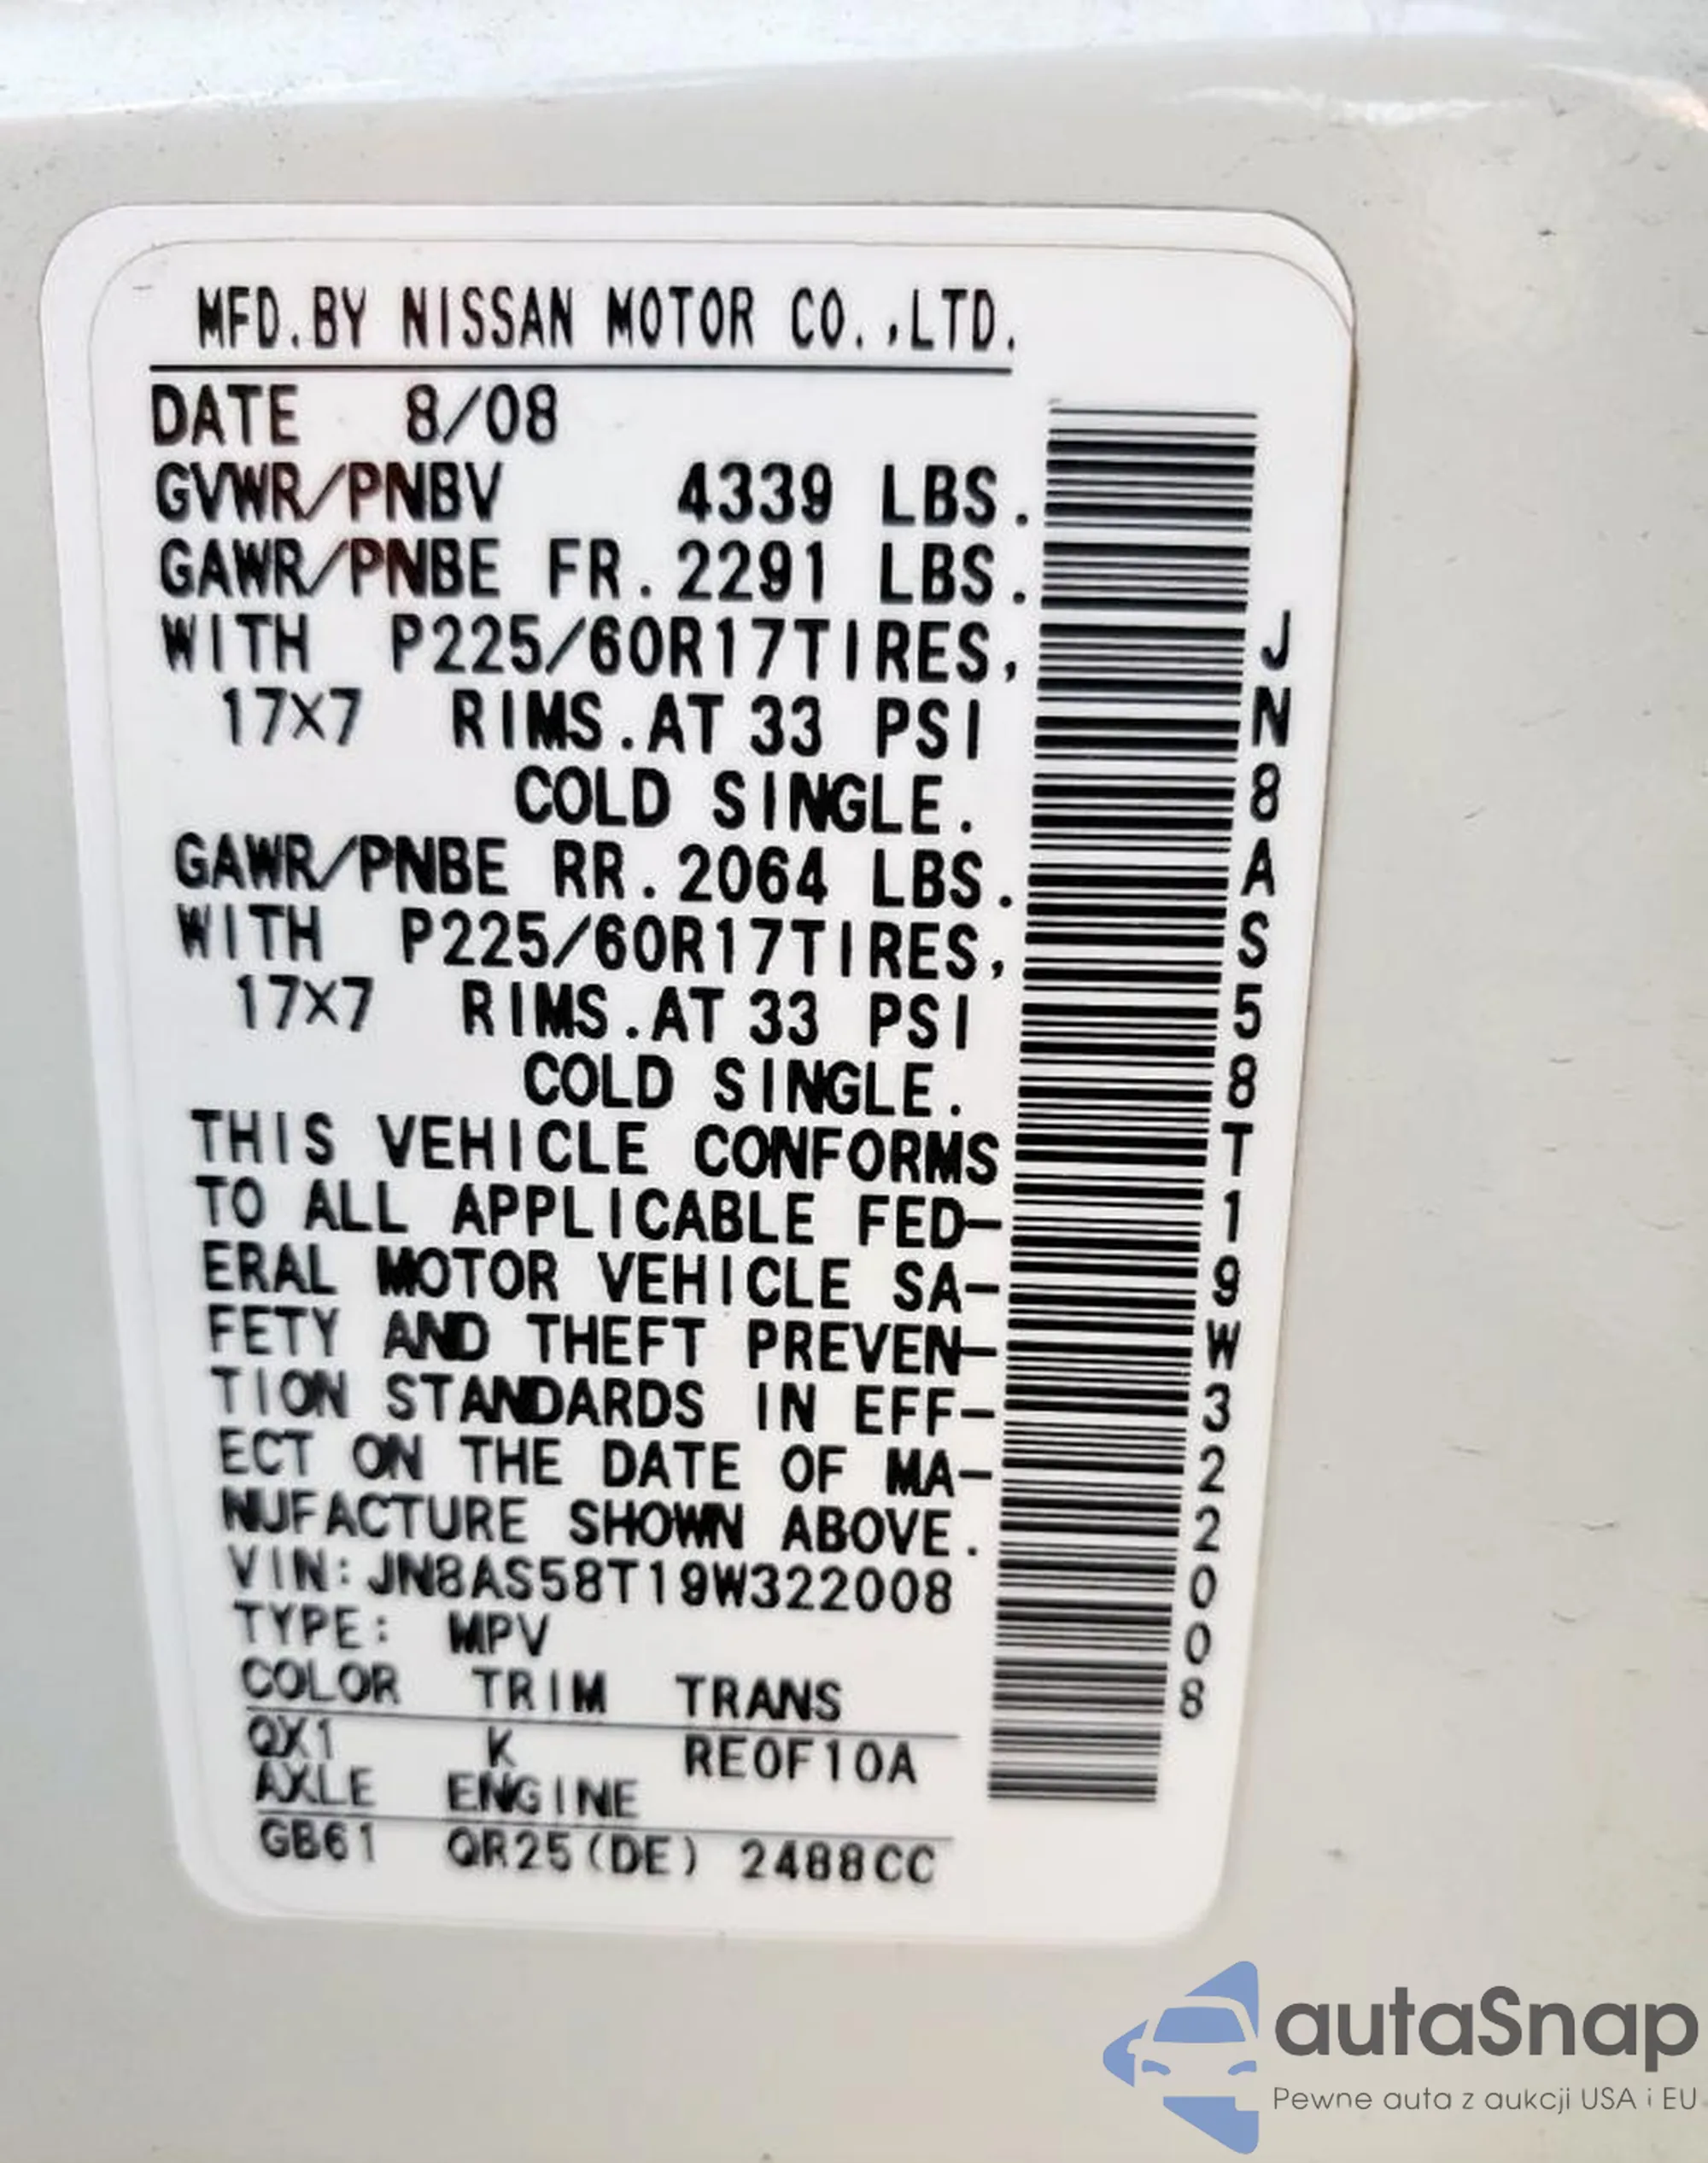 MFD.BY NISSAN MOTOR CO.,LTD.
DATE 8/08
GVWR/PNBV 4339 LBS.
GAWR/PNBE FR.2291 LBS.
WITH P225/60R17TIRES,
17X7 RIMS.AT 33 PSI
COLD SINGLE.
GAWR/PNBE RR.2064 LBS.
WITH P225/60R17TIRES,
17X7 RIMS.AT 33 PSI
COLD SINGLE.
THIS VEHICLE CONFORMS
TO ALL APPLICABLE FED-
ERAL MOTOR VEHICLE SA-
FETY AND THEFT PREVEN-
TION STANDARDS IN EFF-
ECT ON THE DATE OF MA-
NUFACTURE SHOWN ABOVE.
VIN:JN8AS58T19W322008
TYPE: MPV
COLOR TRIM TRANS
QX1 K RE0F10A
AXLE ENGINE
GB61 QR25(DE) 2488CC
JN8AS58T19W322008
autaSnap
Pewne auta z aukcji USA i EU